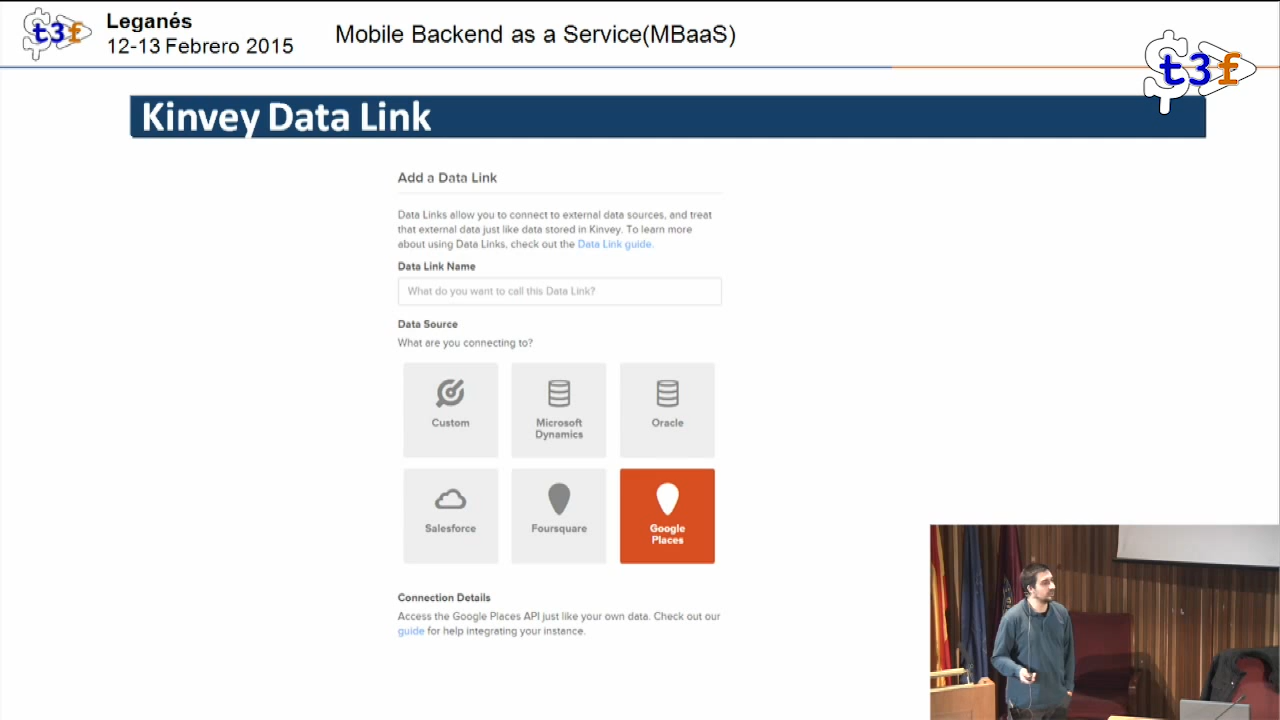 t3f
Leganés
12-13 Febrero 2015
Mobile Backend as a Service(MBaaS)
t3f
Kinvey Data Link
Add a Data Link
Data Links allow you to connect to external data sources, and treat
that external data just like data stored in Kinvey. To learn more
about using Data Links, check out the Data Link guide.
Data Link Name
What do you want to call this Data Link?
Data Source
What are you connecting to?
Custom
Microsoft
Dynamics
Oracle
Salesforce
Foursquare
Google
Places
Connection Details
Access the Google Places API just like your own data. Check out our
guide for help integrating your instance.